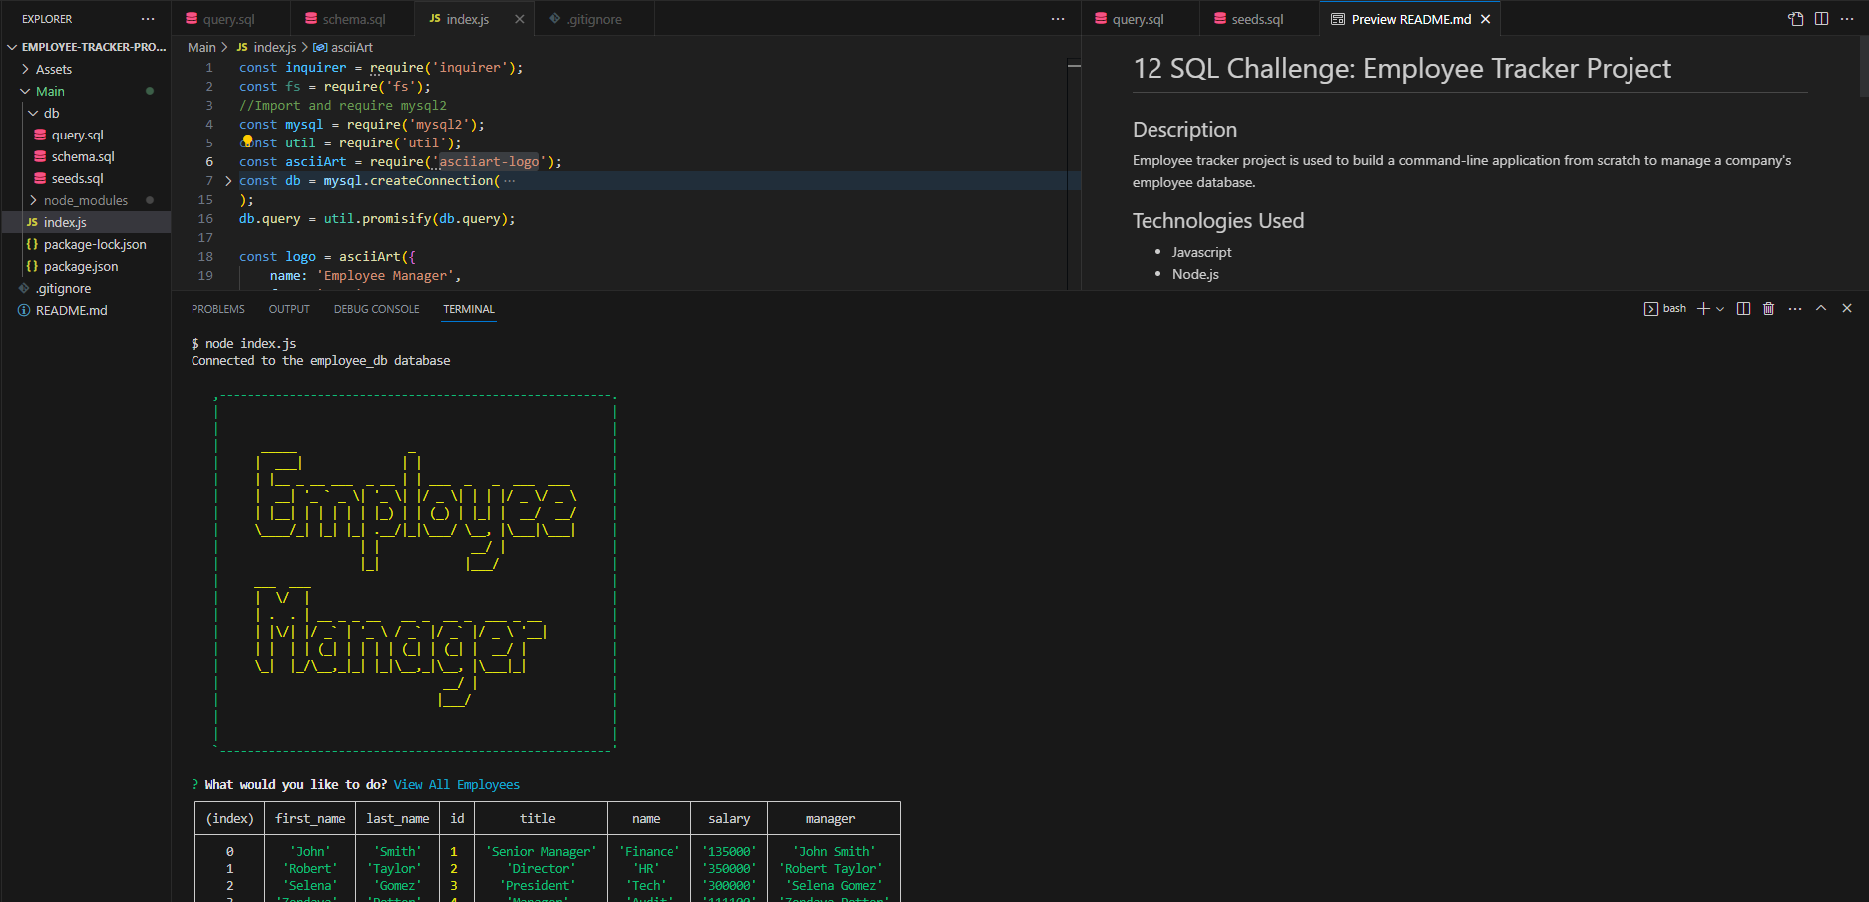 EXPLORER
EMPLOYEE-TRACKER-PRO...
Assets
Main
db
query.sql
schema.sql
seeds.sql
node_modules
JS index.js
{} package-lock.json
{} package.json
.gitignore
README.md
query.sql schema.sql JS index.js .gitignore
Main > JS index.js > asciiArt
1 const inquirer = require('inquirer');
2 const fs = require('fs');
3 //Import and require mysql2
4 const mysql = require('mysql2');
5 const util = require('util');
6 const asciiArt = require('asciiart-logo');
7 const db = mysql.createConnection( ...
15 );
16 db.query = util.promisify(db.query);
17
18 const logo = asciiArt({
19 name: 'Employee Manager',
query.sql seeds.sql Preview README.md
12 SQL Challenge: Employee Tracker Project
Description
Employee tracker project is used to build a command-line application from scratch to manage a company's
employee database.
Technologies Used
• Javascript
• Node.js
PROBLEMS OUTPUT DEBUG CONSOLE TERMINAL
bash
$ node index.js
Connected to the employee_db database
Employee
Manager
? What would you like to do? View All Employees
(index) first_name last_name id title name salary manager
0 'John' 'Smith' 1 'Senior Manager' 'Finance' '135000' 'John Smith'
1 'Robert' 'Taylor' 2 'Director' 'HR' '350000' 'Robert Taylor'
2 'Selena' 'Gomez' 3 'President' 'Tech' '300000' 'Selena Gomez'